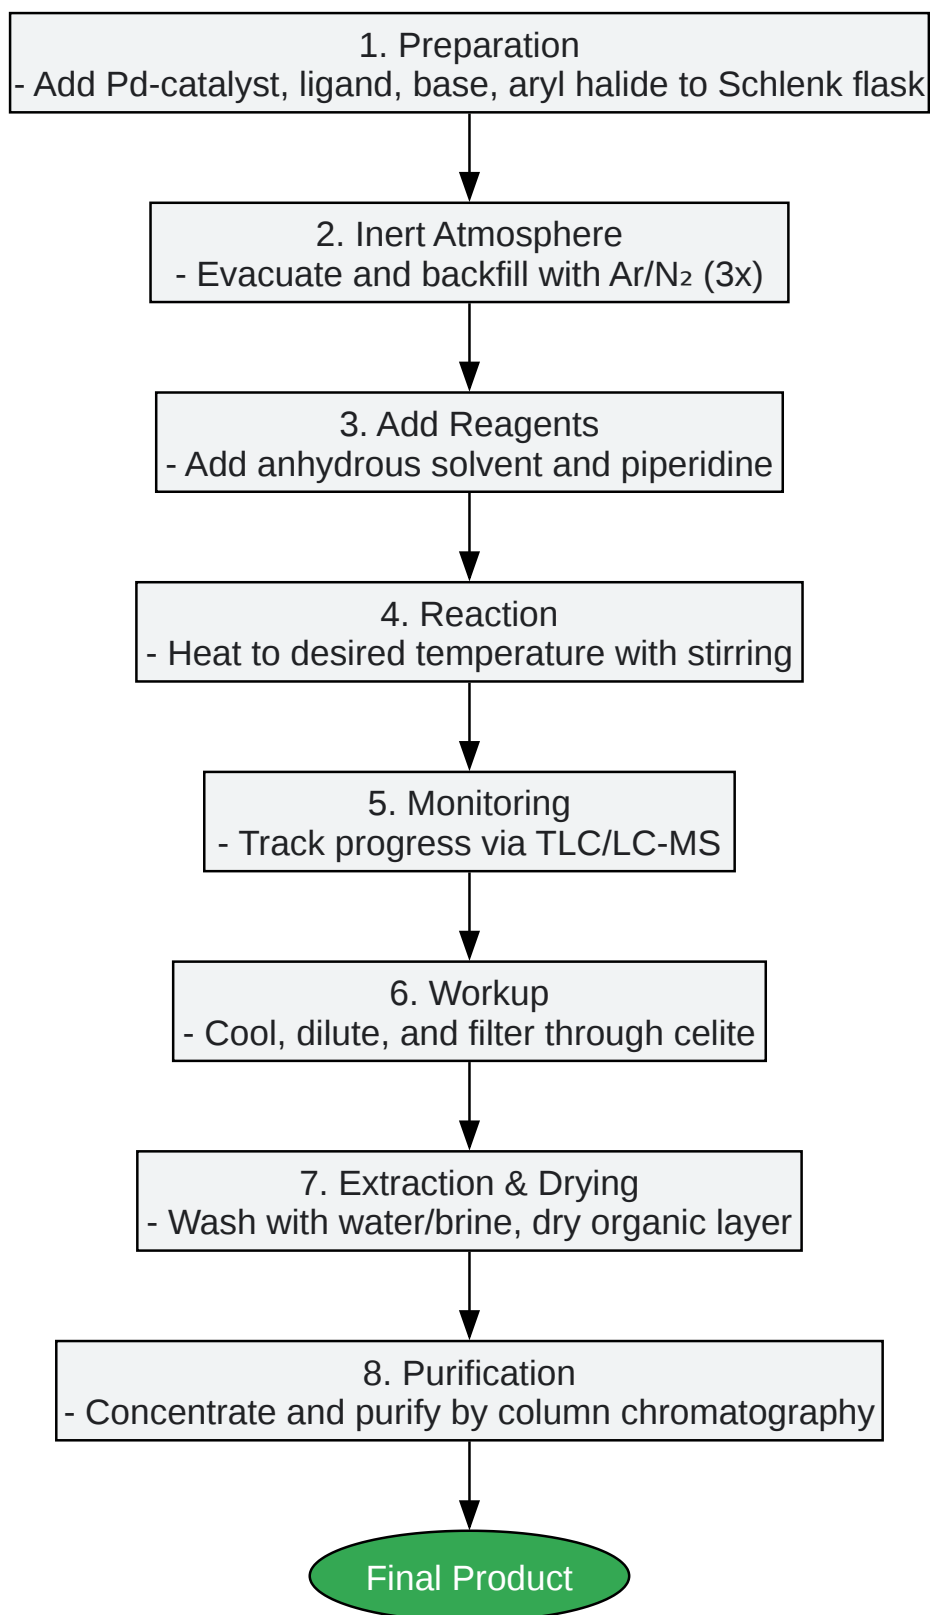 1. Preparation
- Add Pd-catalyst, ligand, base, aryl halide to Schlenk flask
2. Inert Atmosphere
- Evacuate and backfill with Ar/N₂ (3x)
3. Add Reagents
- Add anhydrous solvent and piperidine
4. Reaction
- Heat to desired temperature with stirring
5. Monitoring
- Track progress via TLC/LC-MS
6. Workup
- Cool, dilute, and filter through celite
7. Extraction & Drying
- Wash with water/brine, dry organic layer
8. Purification
- Concentrate and purify by column chromatography
Final Product